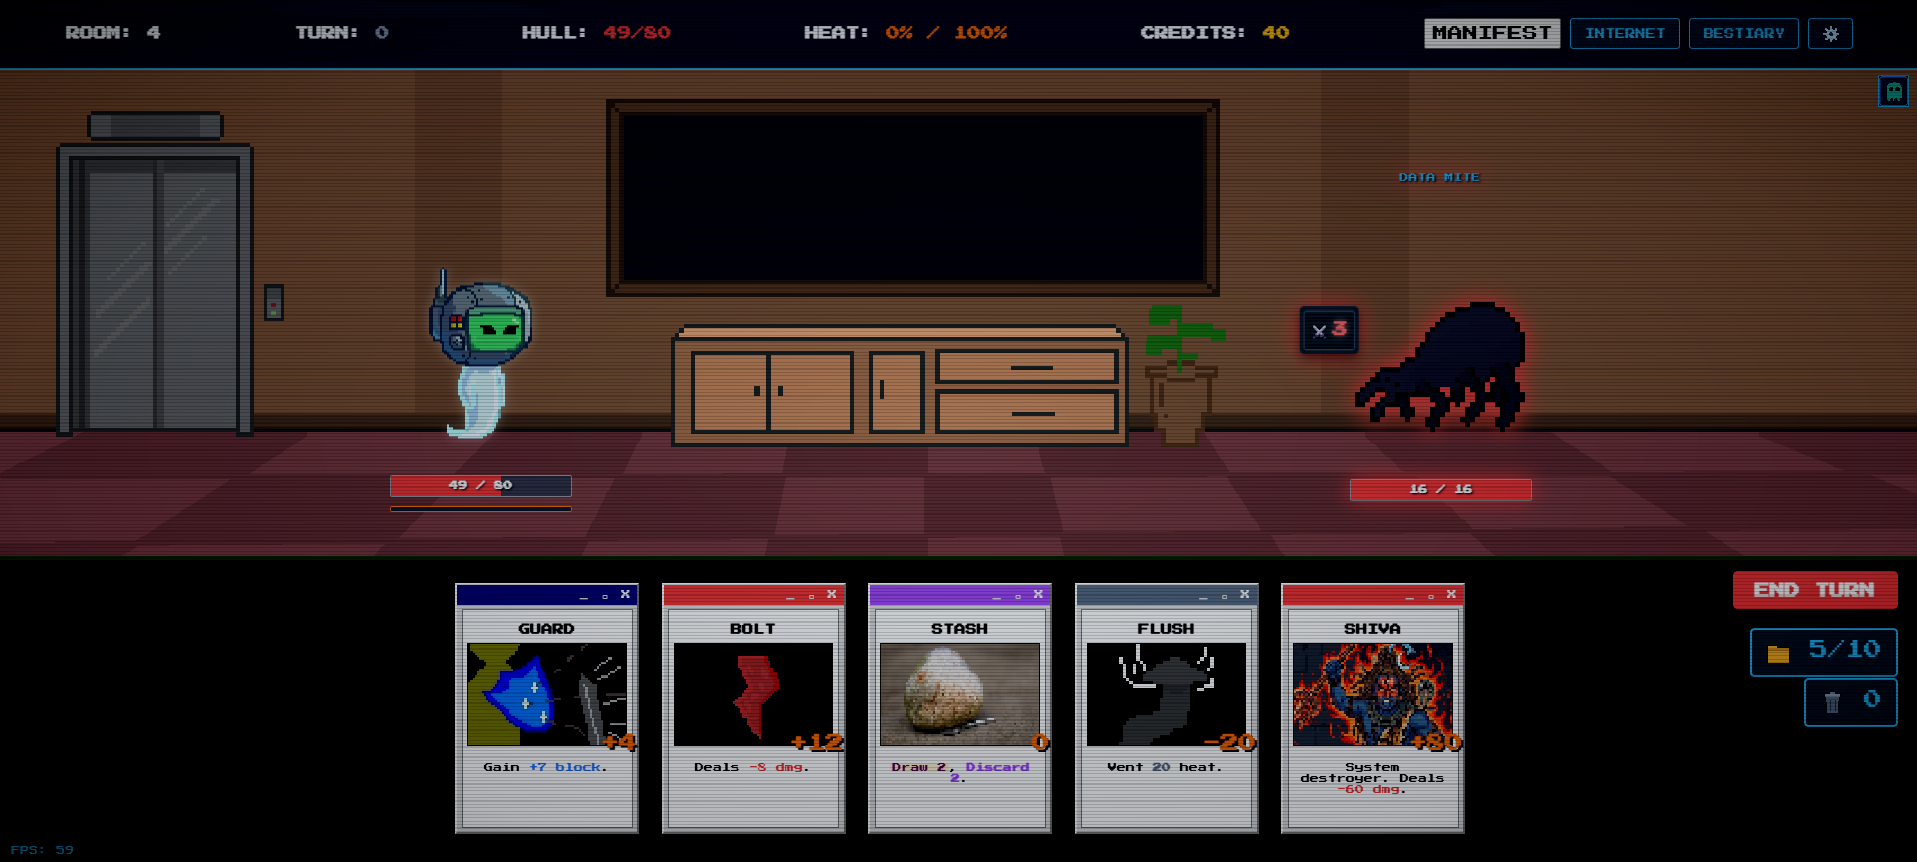 ROOM: 4
TURN: 0
HULL: 49/80
HEAT: 0% / 100%
CREDITS: 40
MANIFEST
INTERNET
BESTIARY
DATA MITE
3
49 / 80
16 / 16
GUARD
+4
Gain +7 block.
BOLT
+12
Deals -8 dmg.
STASH
0
Draw 2, Discard
2.
FLUSH
-20
Vent 20 heat.
SHIVA
+80
System
destroyer. Deals
-60 dmg.
END TURN
5/10
0
FPS: 59